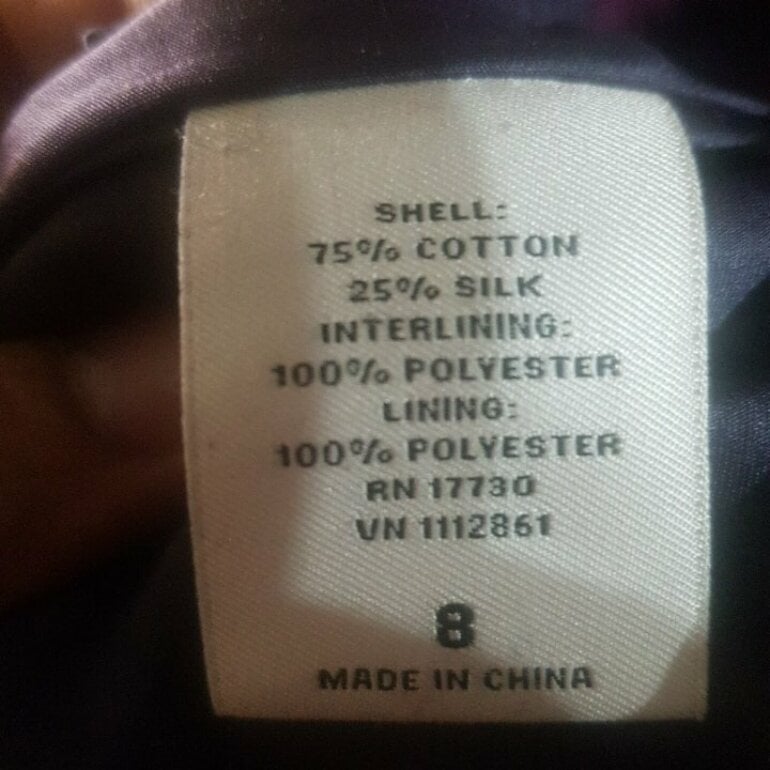 SHELL:
75% COTTON
25% SILK
INTERLINING:
100% POLYESTER
LINING:
100% POLYESTER
RN 17730
VN 1112861
8
MADE IN CHINA